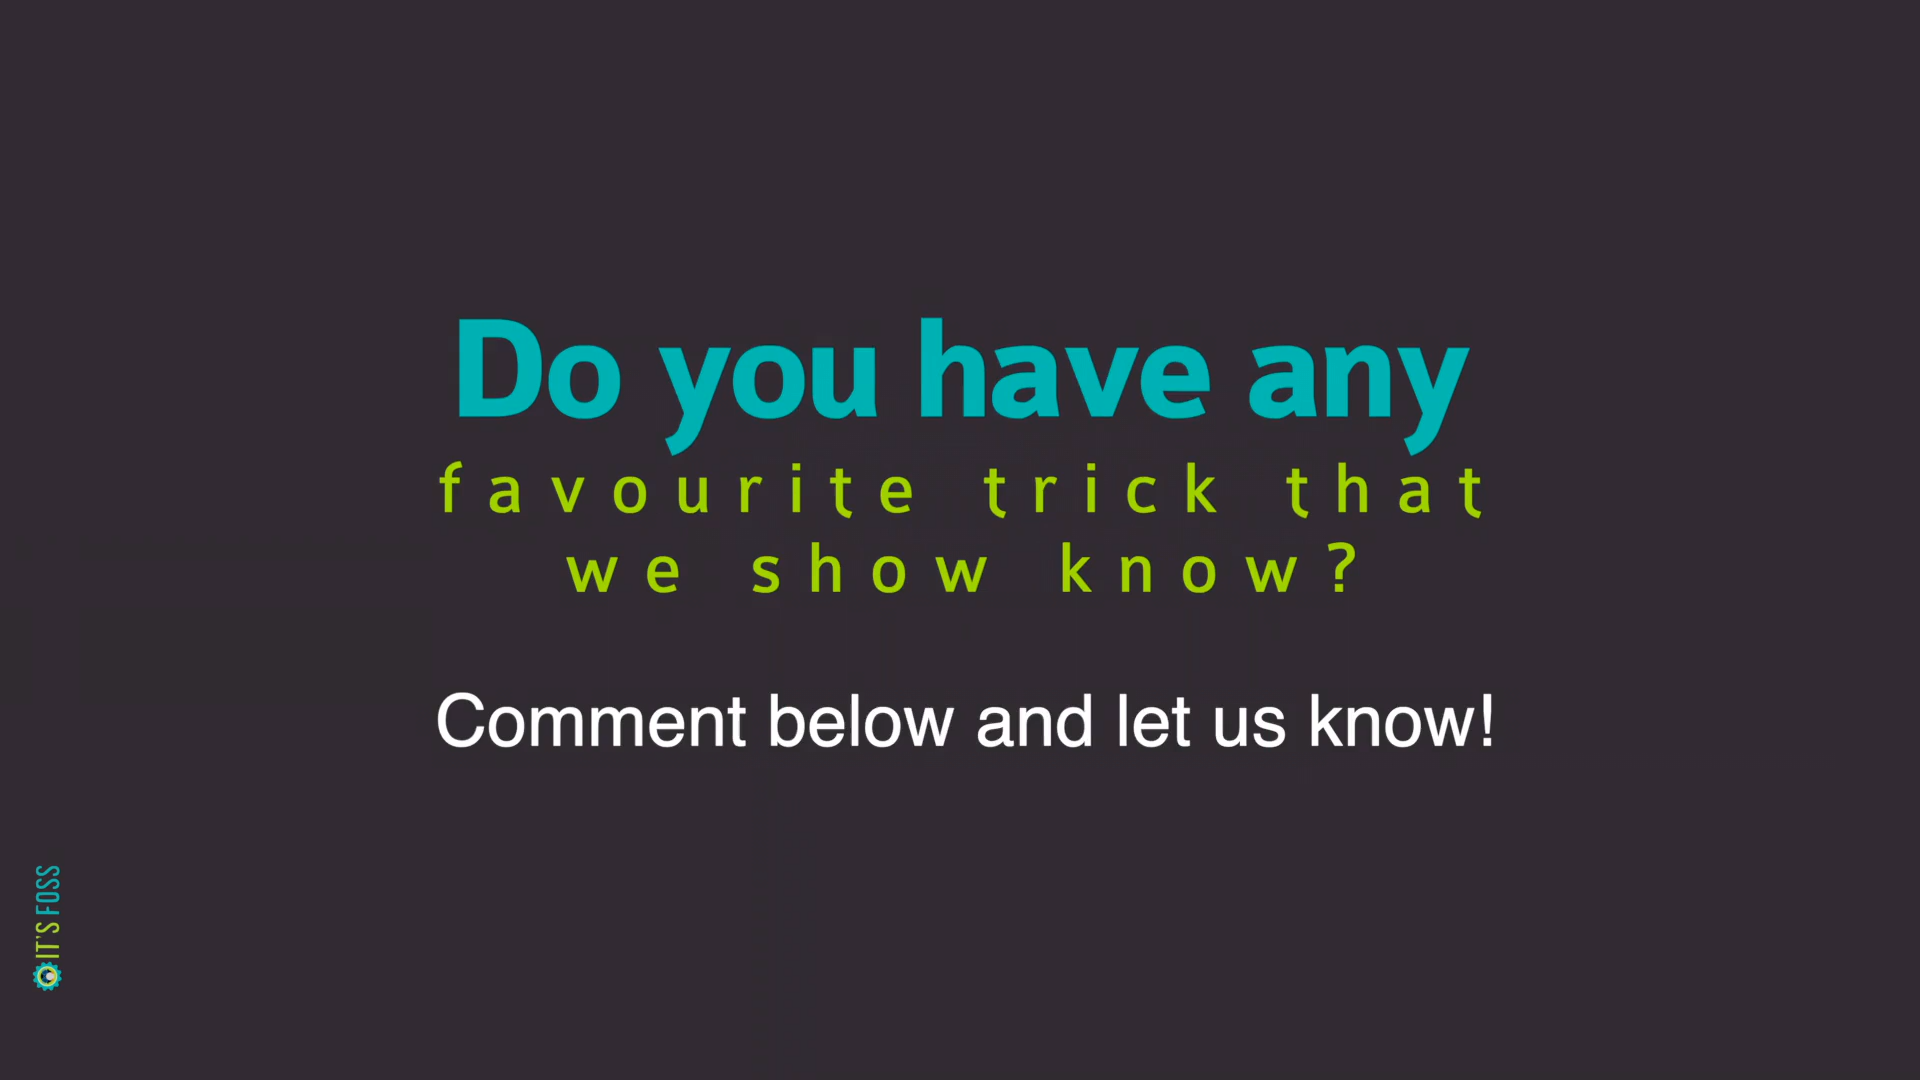 Do you have any
favourite trick that
we show know?
Comment below and let us know!
IT'S FOSS